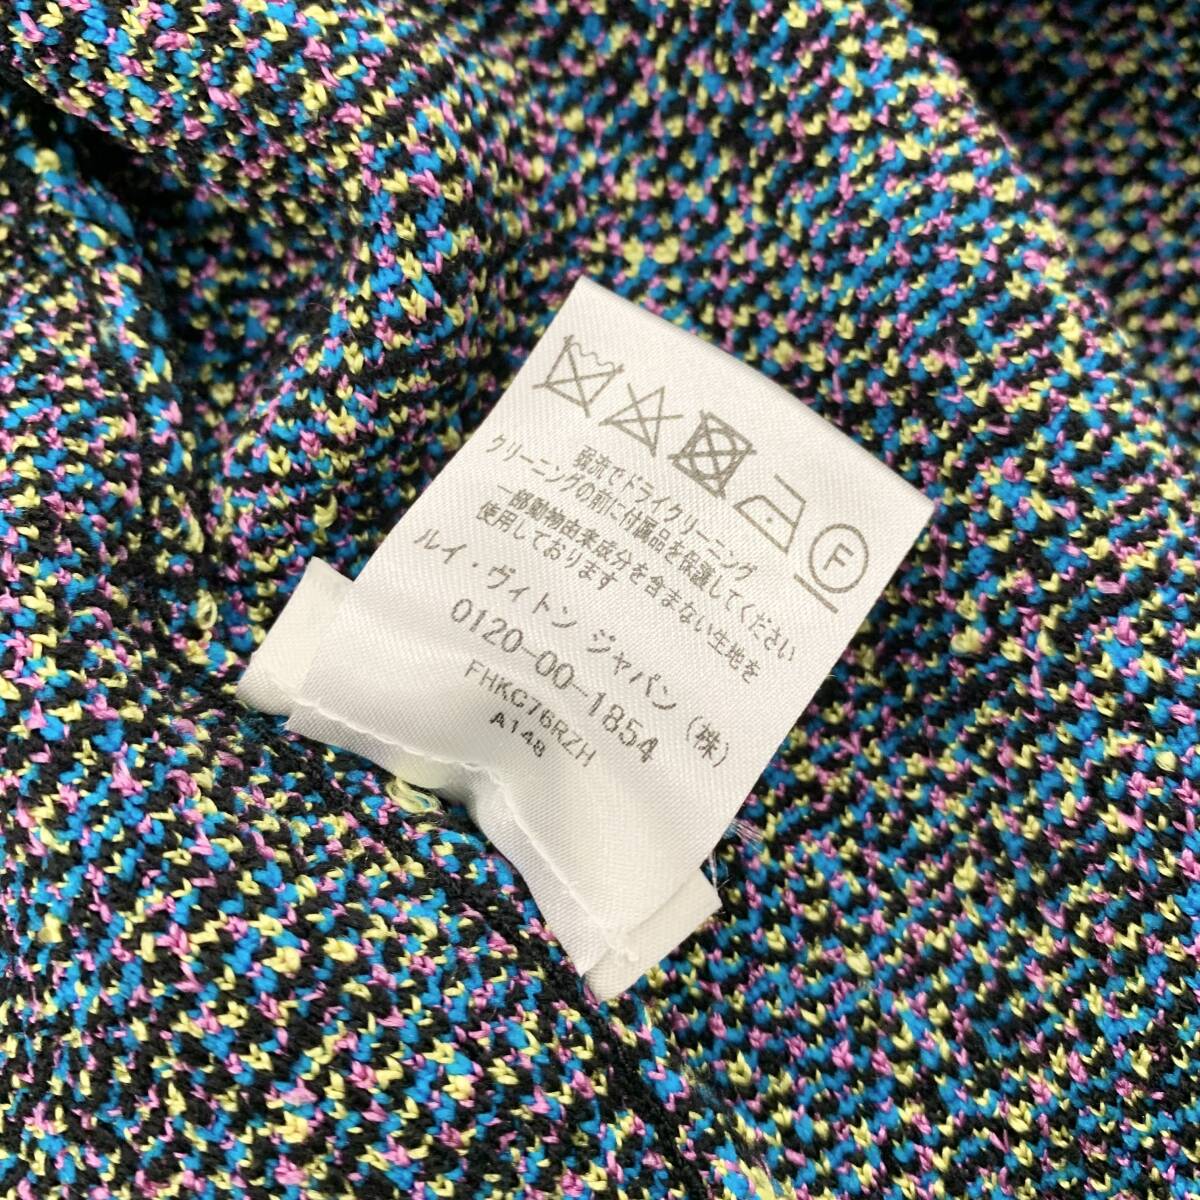 F
弱流でドライクリーニング
クリーニングの前に付属品を保護してください
一部動物由来成分を含まない生地を
使用しております
ルイ・ヴィトン ジャパン (株)
0120-00-1854
FHKC76RZH
A148